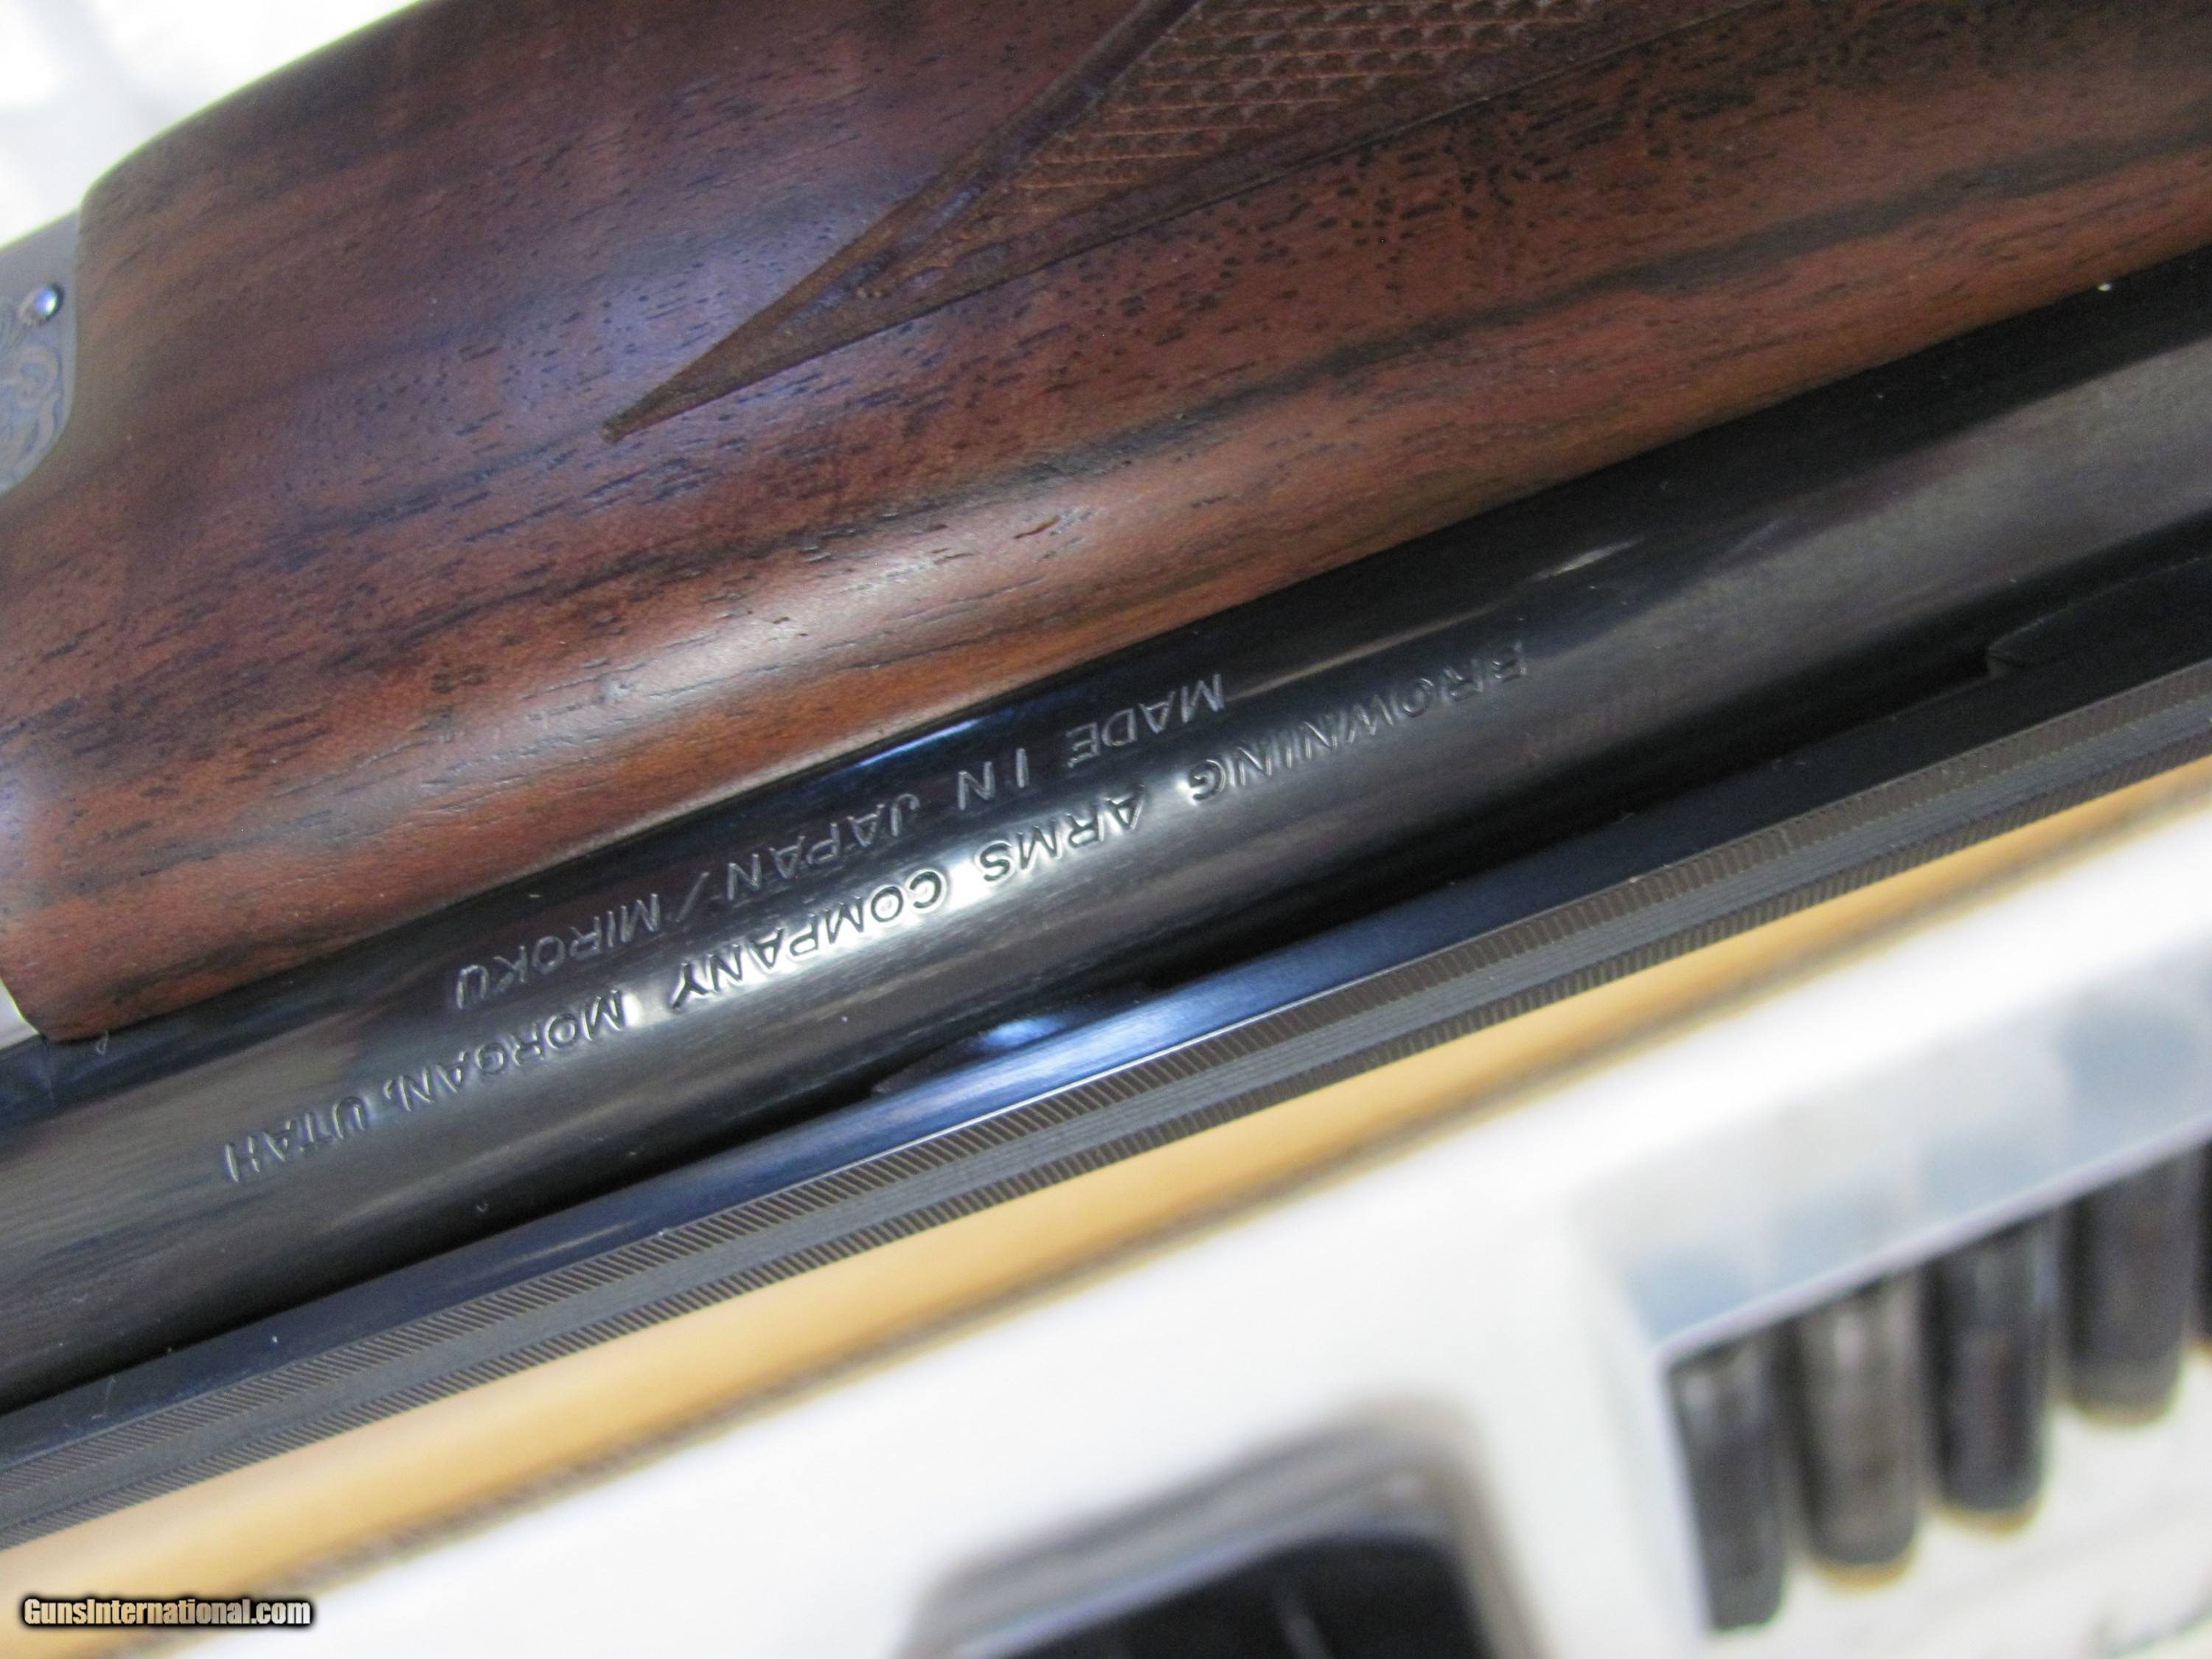 BROWNING ARMS COMPANY MORGAN, UTAH
MADE IN JAPAN / MIROKU
GunsInternational.com